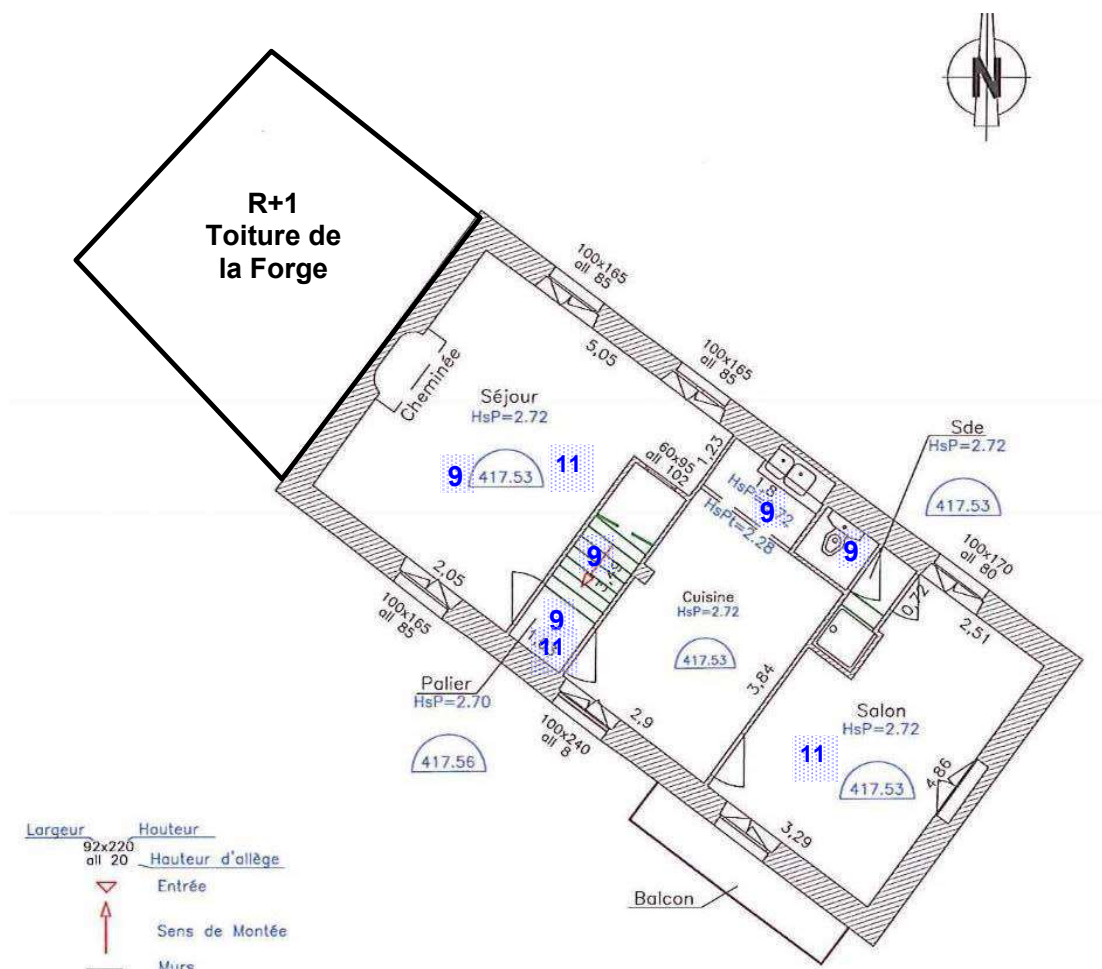 N
R+1
Toiture de
la Forge
100x165
all 85
100x165
all 85
5,05
Cheminée
Séjour
HsP=2.72
9
417.53
11
60x95
all 102
1,23
Sde
HsP=2.72
417.53
1,8
9
HsPt=2.28
9
100x170
all 80
0,72
2,51
2,05
100x165
all 85
9
9
11
Cuisine
HsP=2.72
417.53
3,84
2,9
Palier
HsP=2.70
417.56
100x240
all 8
Salon
HsP=2.72
11
417.53
4,86
3,29
Balcon
Largeur
Hauteur
92x220
all 20
Hauteur d'allège
Entrée
Sens de Montée
Murs